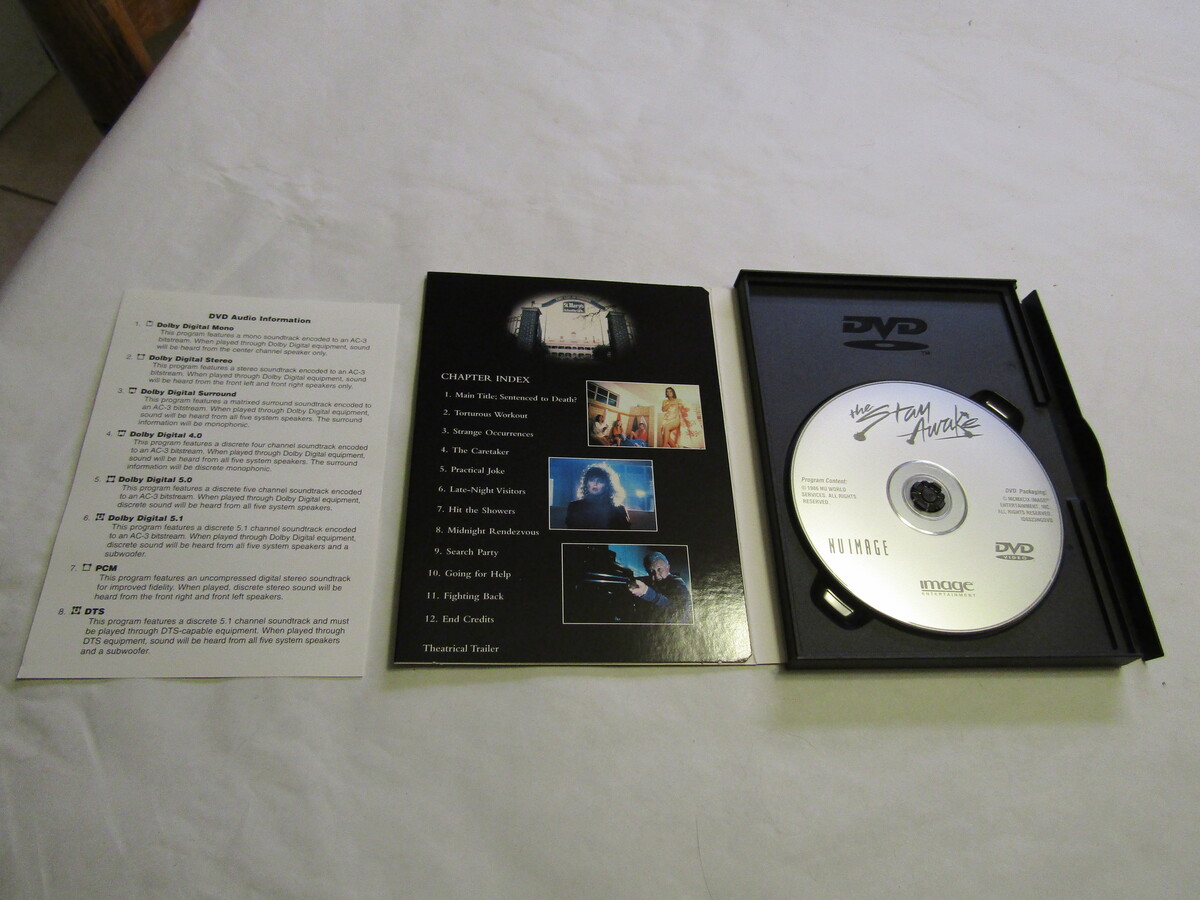 DVD Audio Information
1. Dolby Digital Mono
This program features a mono soundtrack encoded to an AC-3
bitstream. When played through Dolby Digital equipment, sound
will be heard from the center channel speaker only.
2. Dolby Digital Stereo
This program features a stereo soundtrack encoded to an AC-3
bitstream. When played through Dolby Digital equipment, sound
will be heard from the front left and front right speakers only.
3. Dolby Digital Surround
This program features a matrixed surround soundtrack encoded to
an AC-3 bitstream. When played through Dolby Digital equipment,
sound will be heard from all five system speakers. The surround
information will be monophonic.
4. Dolby Digital 4.0
This program features a discrete four channel soundtrack encoded
to an AC-3 bitstream. When played through Dolby Digital equipment,
sound will be heard from all five system speakers. The surround
information will be discrete monophonic.
5. Dolby Digital 5.0
This program features a discrete five channel soundtrack encoded
to an AC-3 bitstream. When played through Dolby Digital equipment,
discrete sound will be heard from all five system speakers.
6. Dolby Digital 5.1
This program features a discrete 5.1 channel soundtrack encoded
to an AC-3 bitstream. When played through Dolby Digital equipment,
discrete sound will be heard from all five system speakers and a
subwoofer.
7. PCM
This program features an uncompressed digital stereo soundtrack
for improved fidelity. When played, discrete stereo sound will be
heard from the front right and front left speakers.
8. DTS
This program features a discrete 5.1 channel soundtrack and must
be played through DTS-capable equipment. When played through
DTS equipment, sound will be heard from all five system speakers
and a subwoofer.
St Mary's
CHAPTER INDEX
1. Main Title; Sentenced to Death?
2. Torturous Workout
3. Strange Occurrences
4. The Caretaker
5. Practical Joke
6. Late-Night Visitors
7. Hit the Showers
8. Midnight Rendezvous
9. Search Party
10. Going for Help
11. Fighting Back
12. End Credits
Theatrical Trailer
DVD
TM
the Stay
Awake
Program Content:
SERVICES. ALL RIGHTS
RESERVED.
DVD Packaging:
ENTERTAINMENT, INC.
ALL RIGHTS RESERVED.
NU IMAGE
DVD
VIDEO
image
ENTERTAINMENT